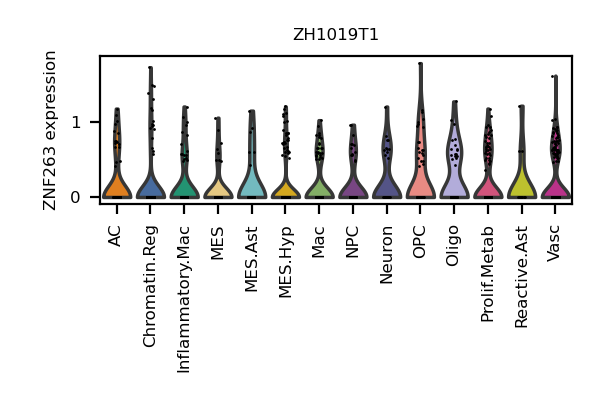 ZH1019T1
ZNF263 expression
1
0
AC
Chromatin.Reg
Inflammatory.Mac
MES
MES.Ast
MES.Hyp
Mac
NPC
Neuron
OPC
Oligo
Prolif.Metab
Reactive.Ast
Vasc